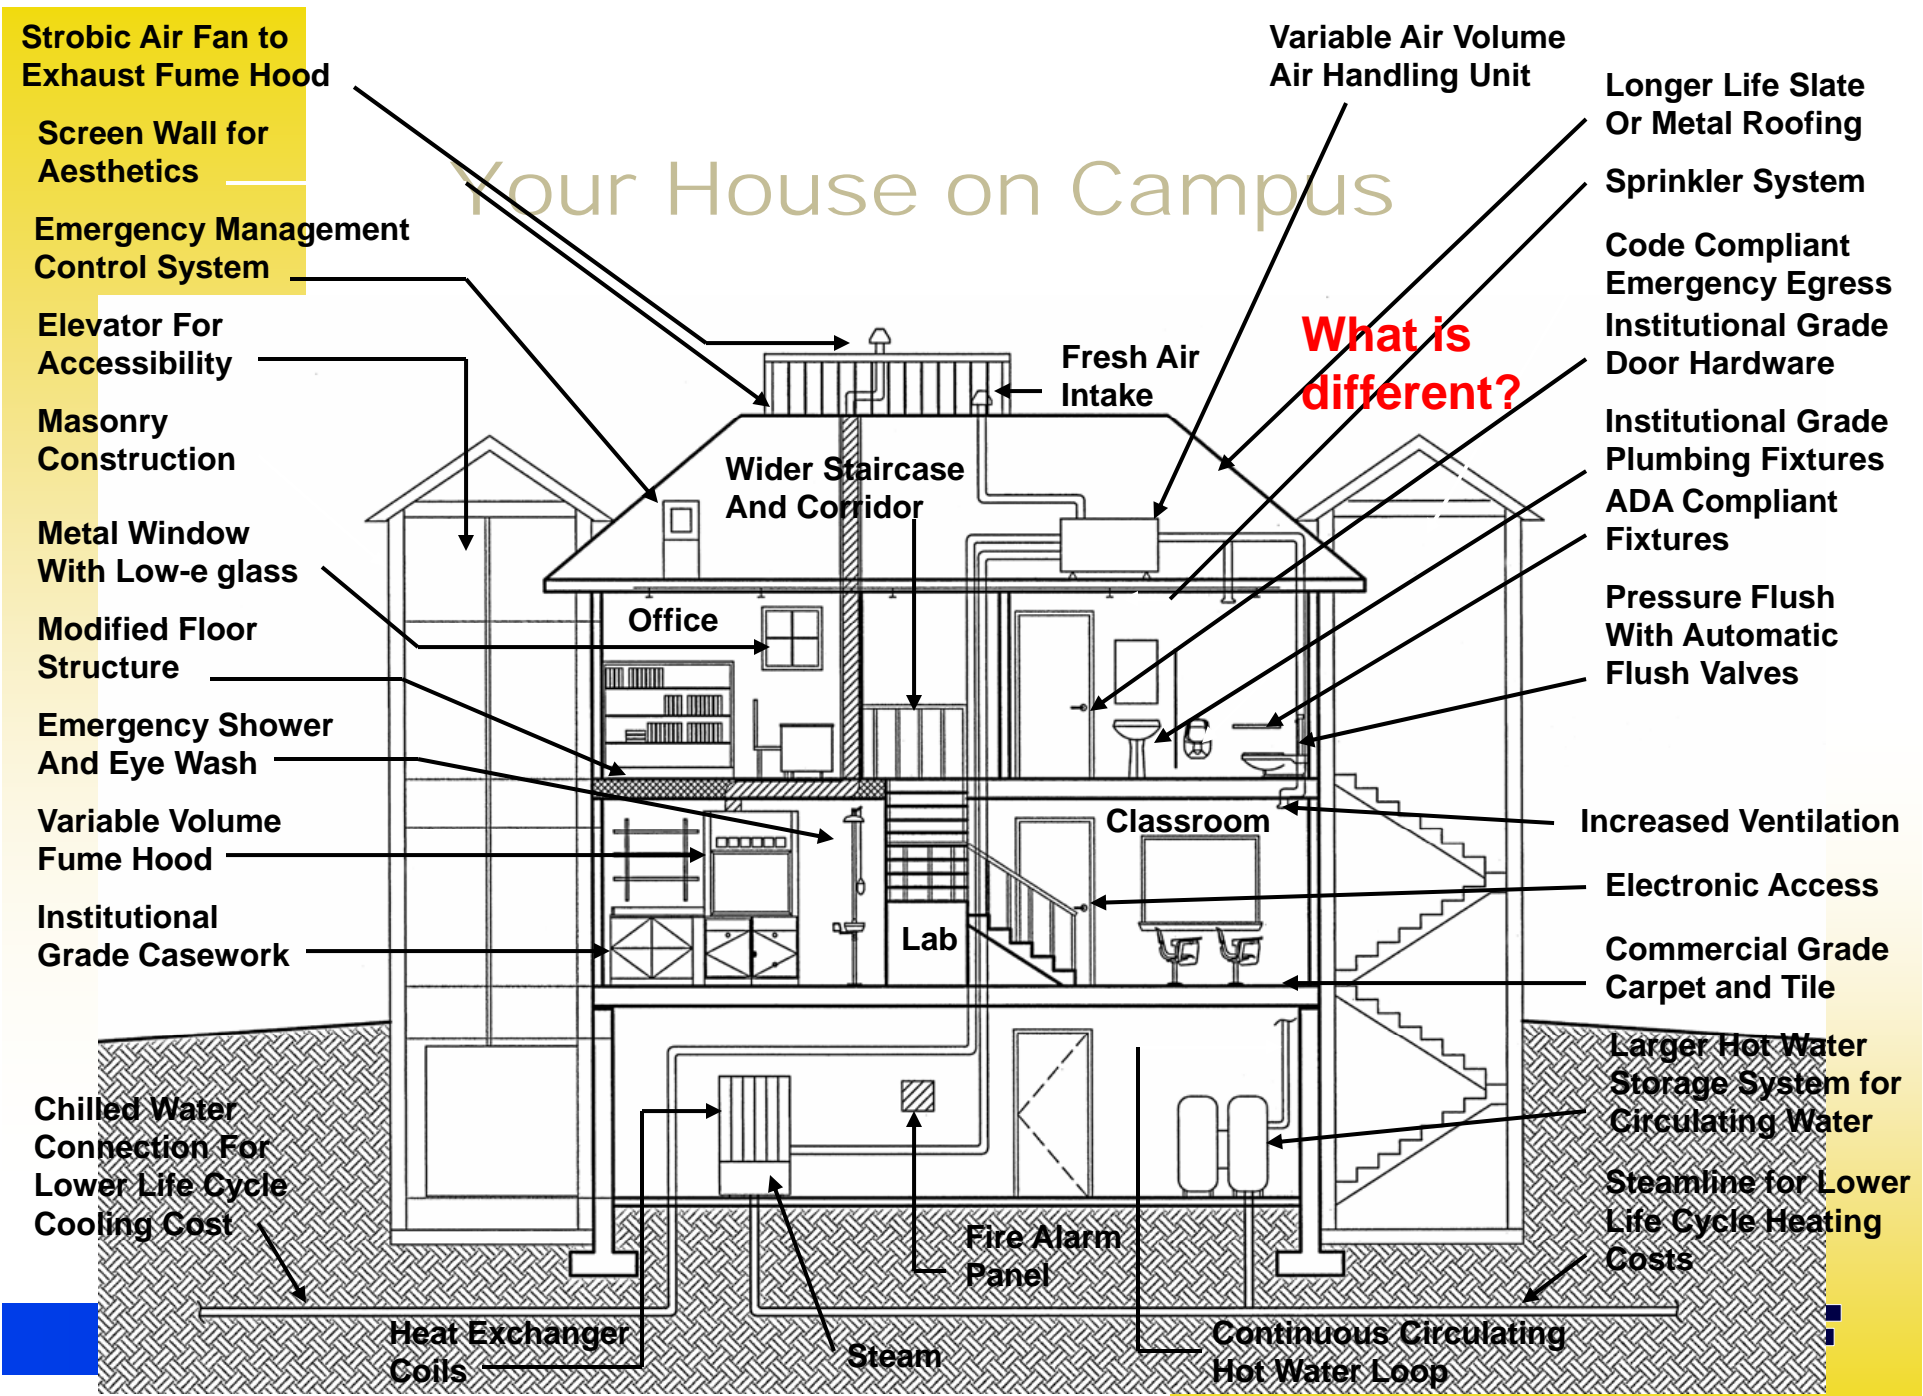 Strobic Air Fan to
Exhaust Fume Hood
Screen Wall for
Aesthetics
Emergency Management
Control System
Elevator For
Accessibility
Masonry
Construction
Metal Window
With Low-e glass
Modified Floor
Structure
Emergency Shower
And Eye Wash
Variable Volume
Fume Hood
Institutional
Grade Casework
Chilled Water
Connection For
Lower Life Cycle
Cooling Cost
Your House on Campus
Variable Air Volume
Air Handling Unit
What is
different?
Fresh Air
Intake
Wider Staircase
And Corridor
Office
Classroom
Lab
Fire Alarm
Panel
Heat Exchanger
Coils
Steam
Continuous Circulating
Hot Water Loop
Longer Life Slate
Or Metal Roofing
Sprinkler System
Code Compliant
Emergency Egress
Institutional Grade
Door Hardware
Institutional Grade
Plumbing Fixtures
ADA Compliant
Fixtures
Pressure Flush
With Automatic
Flush Valves
Increased Ventilation
Electronic Access
Commercial Grade
Carpet and Tile
Larger Hot Water
Storage System for
Circulating Water
Steamline for Lower
Life Cycle Heating
Costs